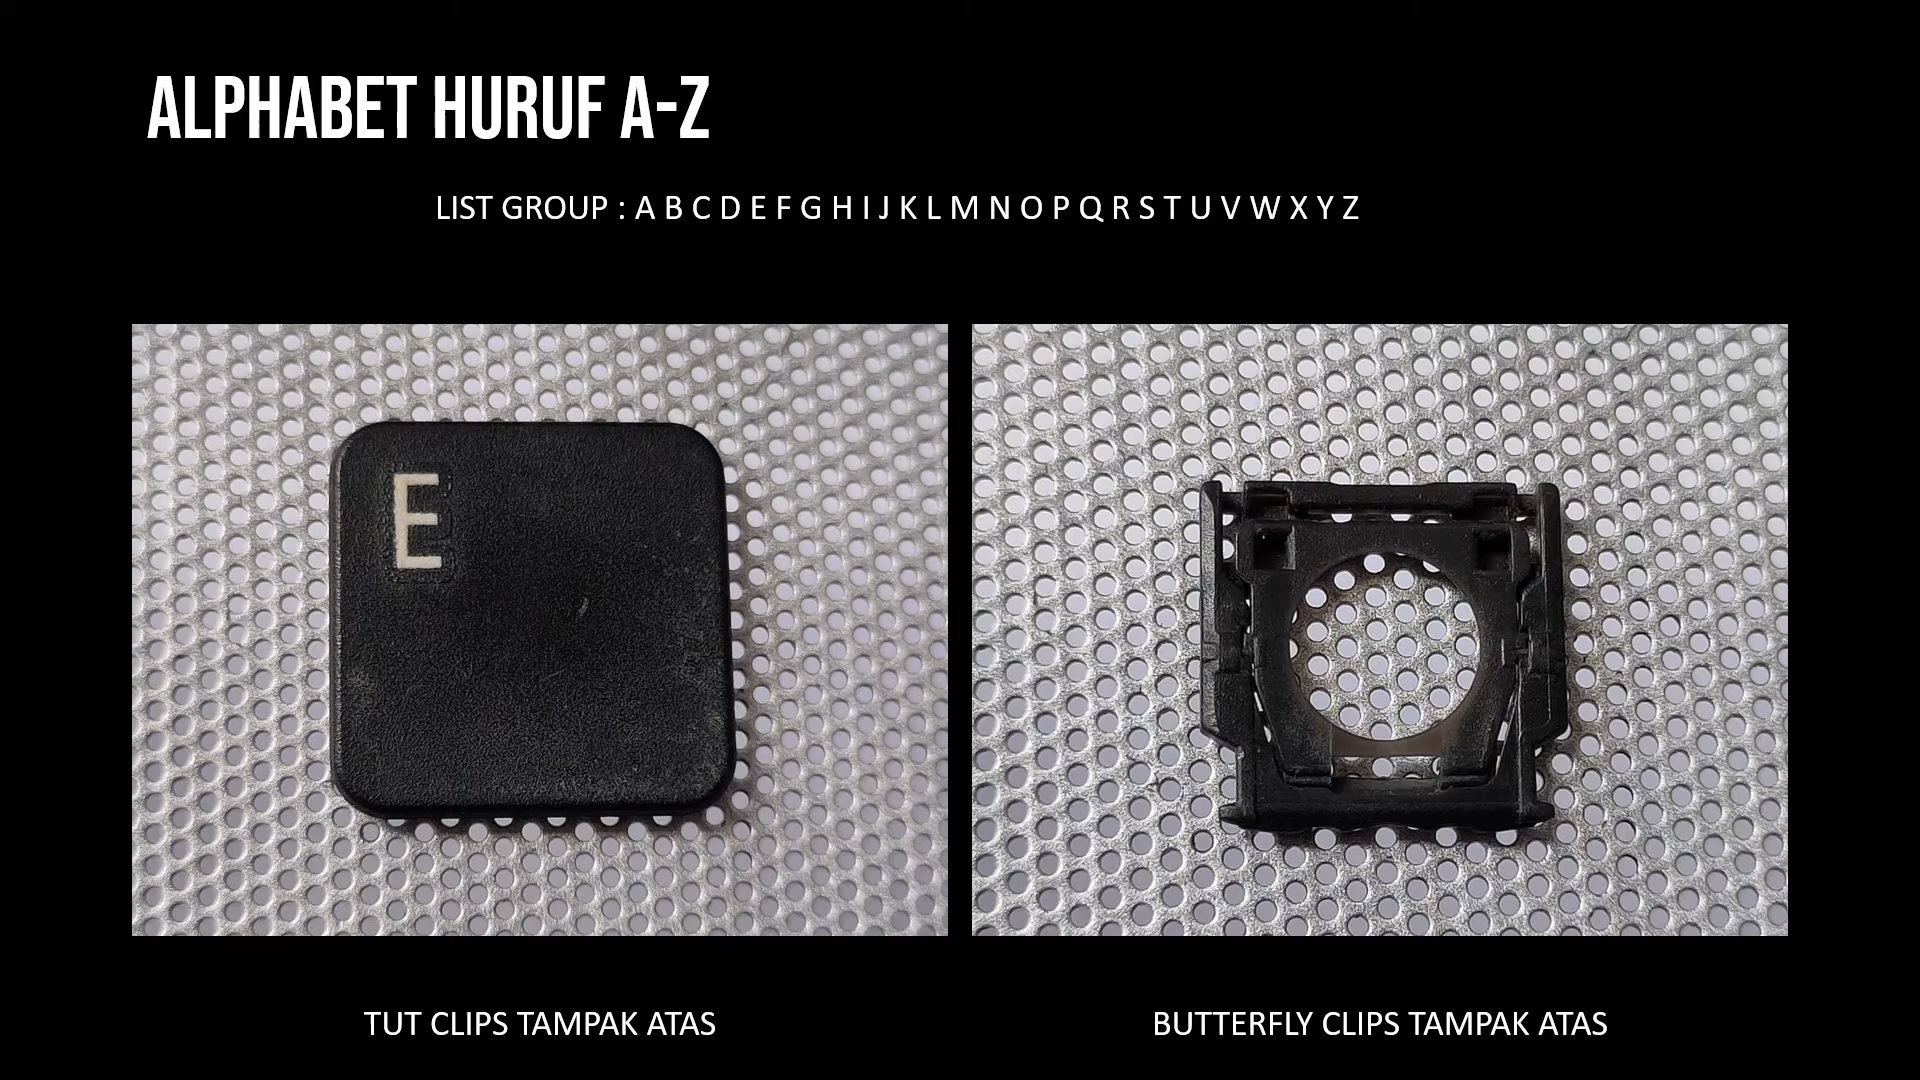 ALPHABET HURUF A-Z
LIST GROUP : A B C D E F G H I J K L M N O P Q R S T U V W X Y Z
E
TUT CLIPS TAMPAK ATAS
BUTTERFLY CLIPS TAMPAK ATAS